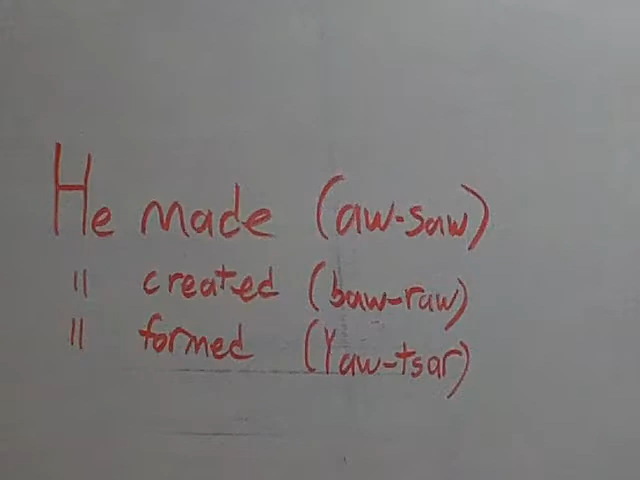 He made (aw-saw)
" created (baw-raw)
" formed (Yaw-tsar)